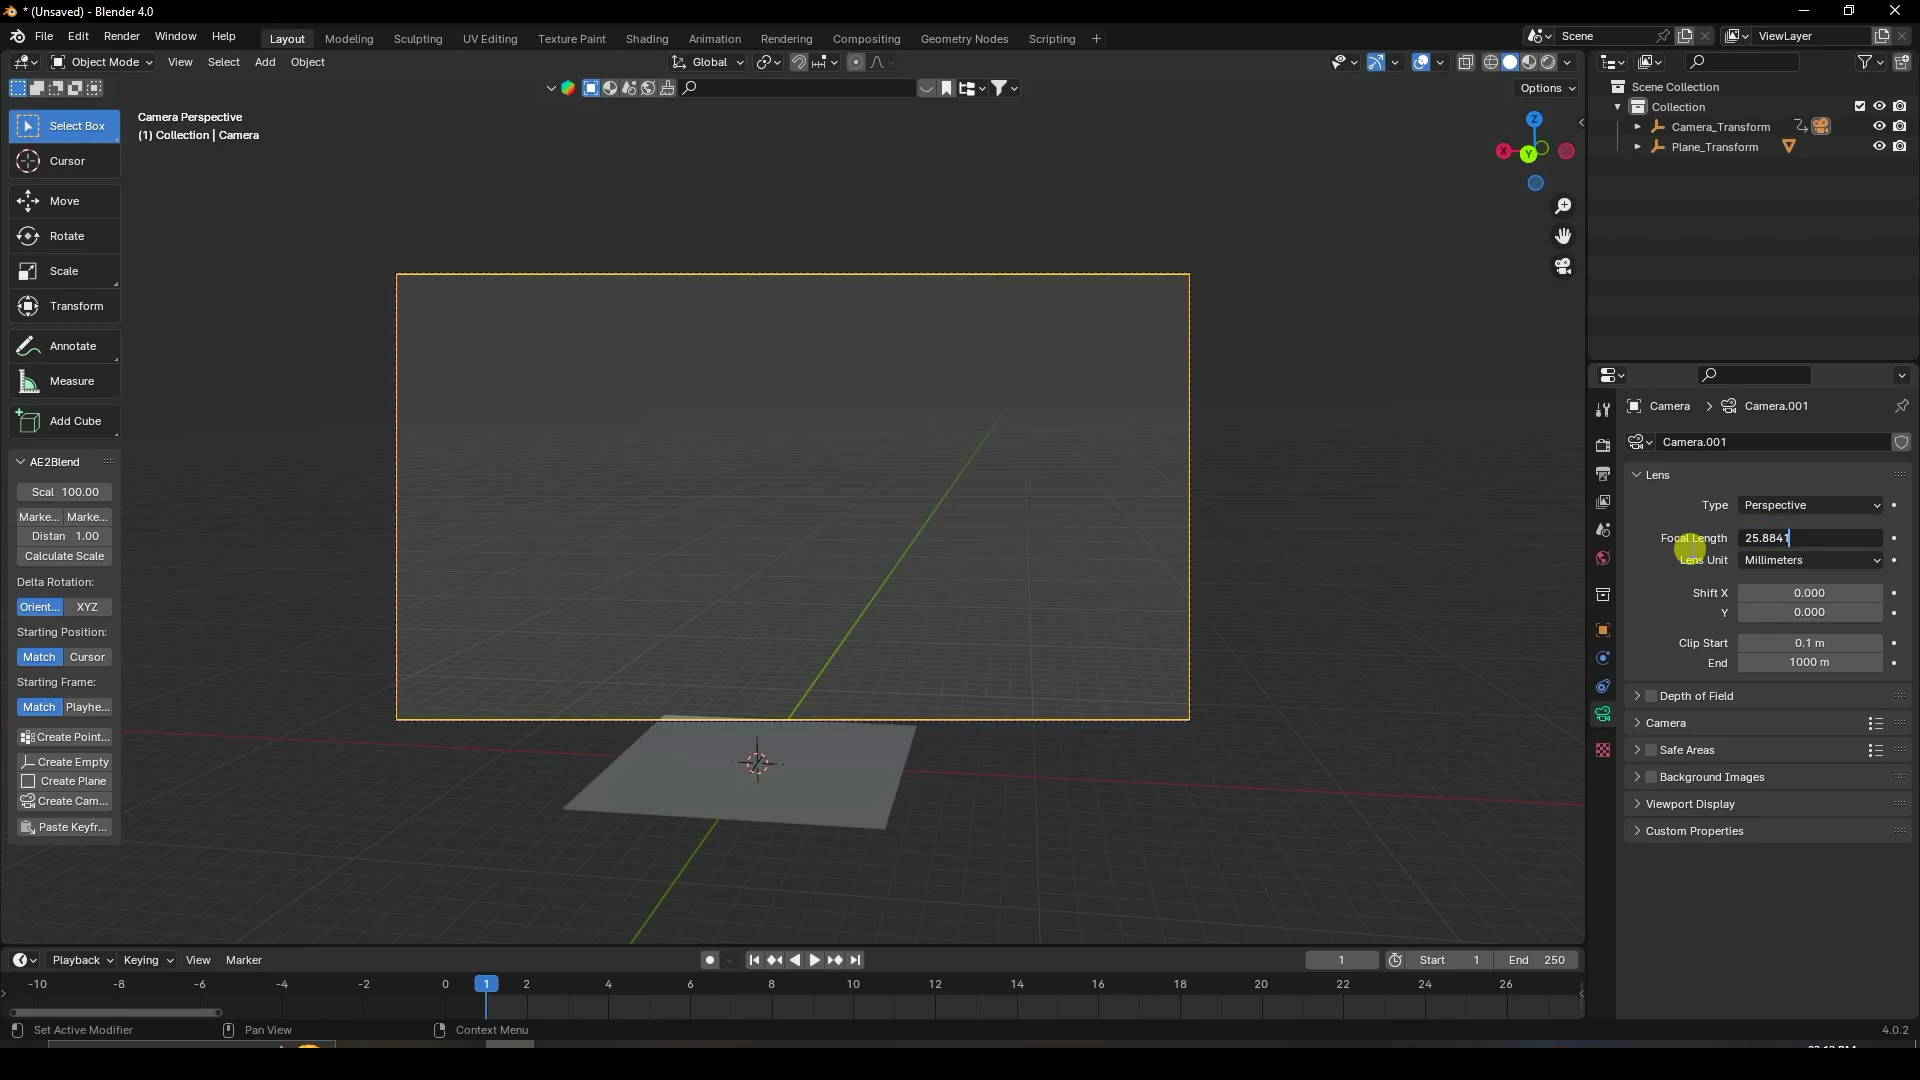 * (Unsaved) - Blender 4.0
File Edit Render Window Help Layout Modeling Sculpting UV Editing Texture Paint Shading Animation Rendering Compositing Geometry Nodes Scripting + Scene ViewLayer
Object Mode View Select Add Object Global
Options
Camera Perspective
(1) Collection | Camera
Select Box
Cursor
Move
Rotate
Scale
Transform
Annotate
Measure
Add Cube
AE2Blend
Scal 100.00
Marke... Marke...
Distan 1.00
Calculate Scale
Delta Rotation:
Orient... XYZ
Starting Position:
Match Cursor
Starting Frame:
Match Playhe...
Create Point...
Create Empty
Create Plane
Create Cam...
Paste Keyfr...
Z
X
Y
Scene Collection
Collection
Camera_Transform
Plane_Transform
Camera > Camera.001
Camera.001
Lens
Type Perspective
Focal Length 25.8841
Lens Unit Millimeters
Shift X 0.000
Y 0.000
Clip Start 0.1 m
End 1000 m
Depth of Field
Camera
Safe Areas
Background Images
Viewport Display
Custom Properties
Playback Keying View Marker 1 Start 1 End 250
-10 -8 -6 -4 -2 0 1 2 4 6 8 10 12 14 16 18 20 22 24 26
Set Active Modifier Pan View Context Menu 4.0.2